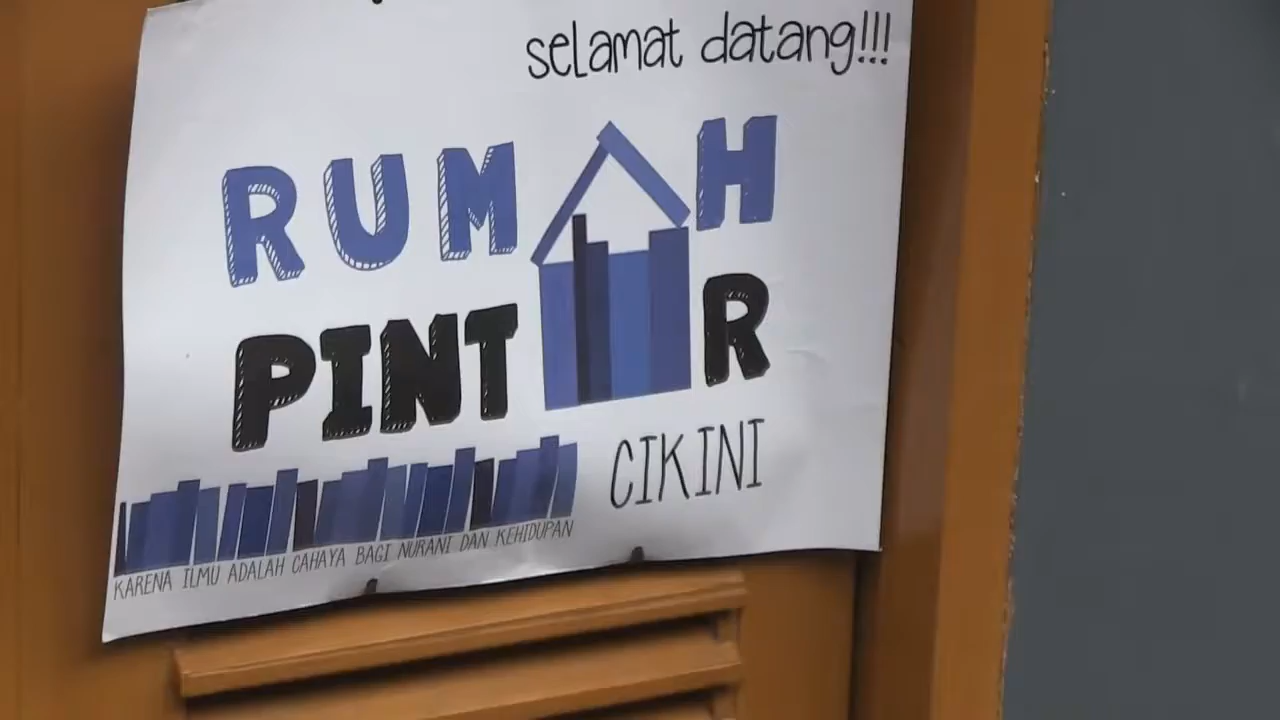 selamat datang!!!
RUMAH
PINTAR
CIKINI
KARENA ILMU ADALAH CAHAYA BAGI NURANI DAN KEHIDUPAN